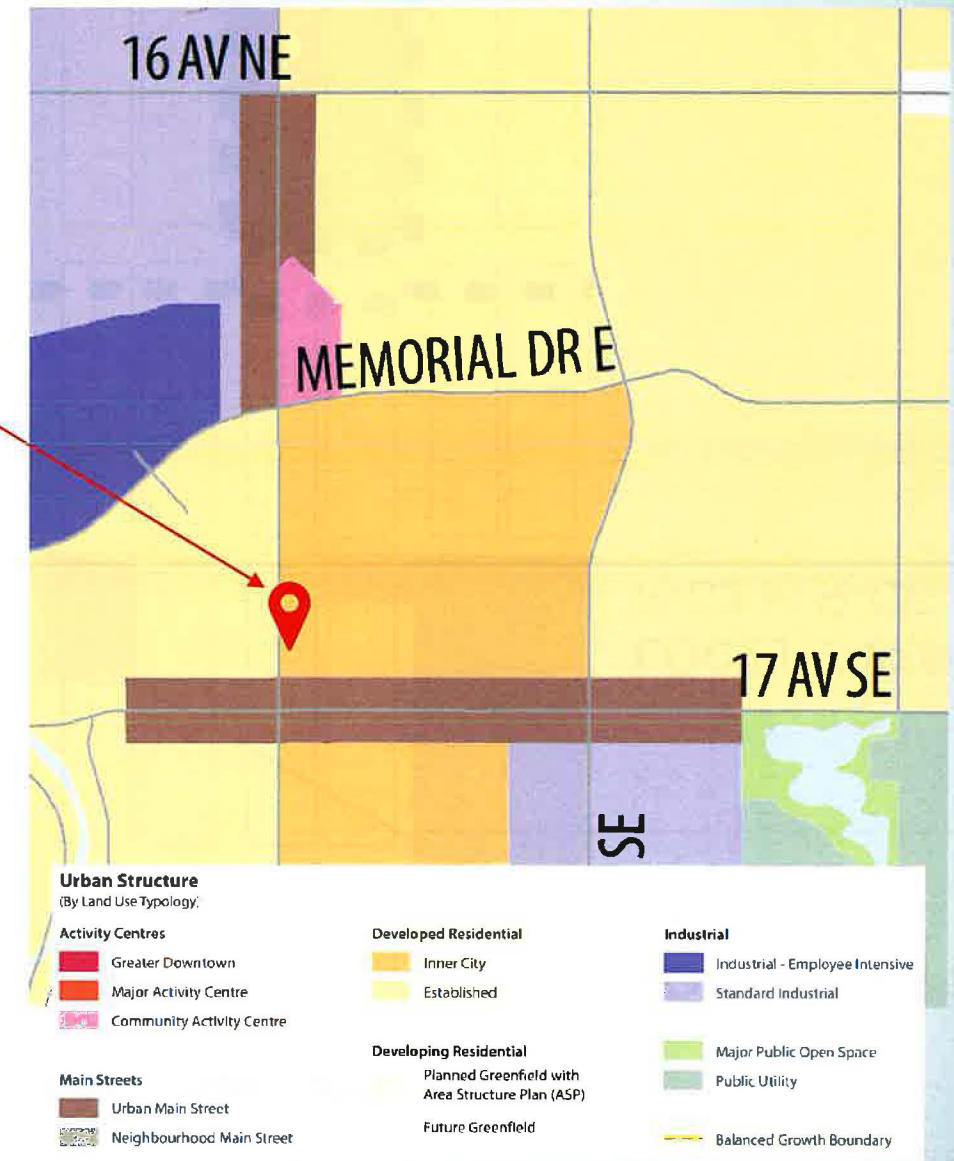 16 AV NE
MEMORIAL DR E
17 AV SE
SE
Urban Structure
(By Land Use Typology)
Activity Centres
Greater Downtown
Major Activity Centre
Community Activity Centre
Main Streets
Urban Main Street
Neighbourhood Main Street
Developed Residential
Inner City
Established
Developing Residential
Planned Greenfield with
Area Structure Plan (ASP)
Future Greenfield
Industrial
Industrial - Employee Intensive
Standard Industrial
Major Public Open Space
Public Utility
Balanced Growth Boundary